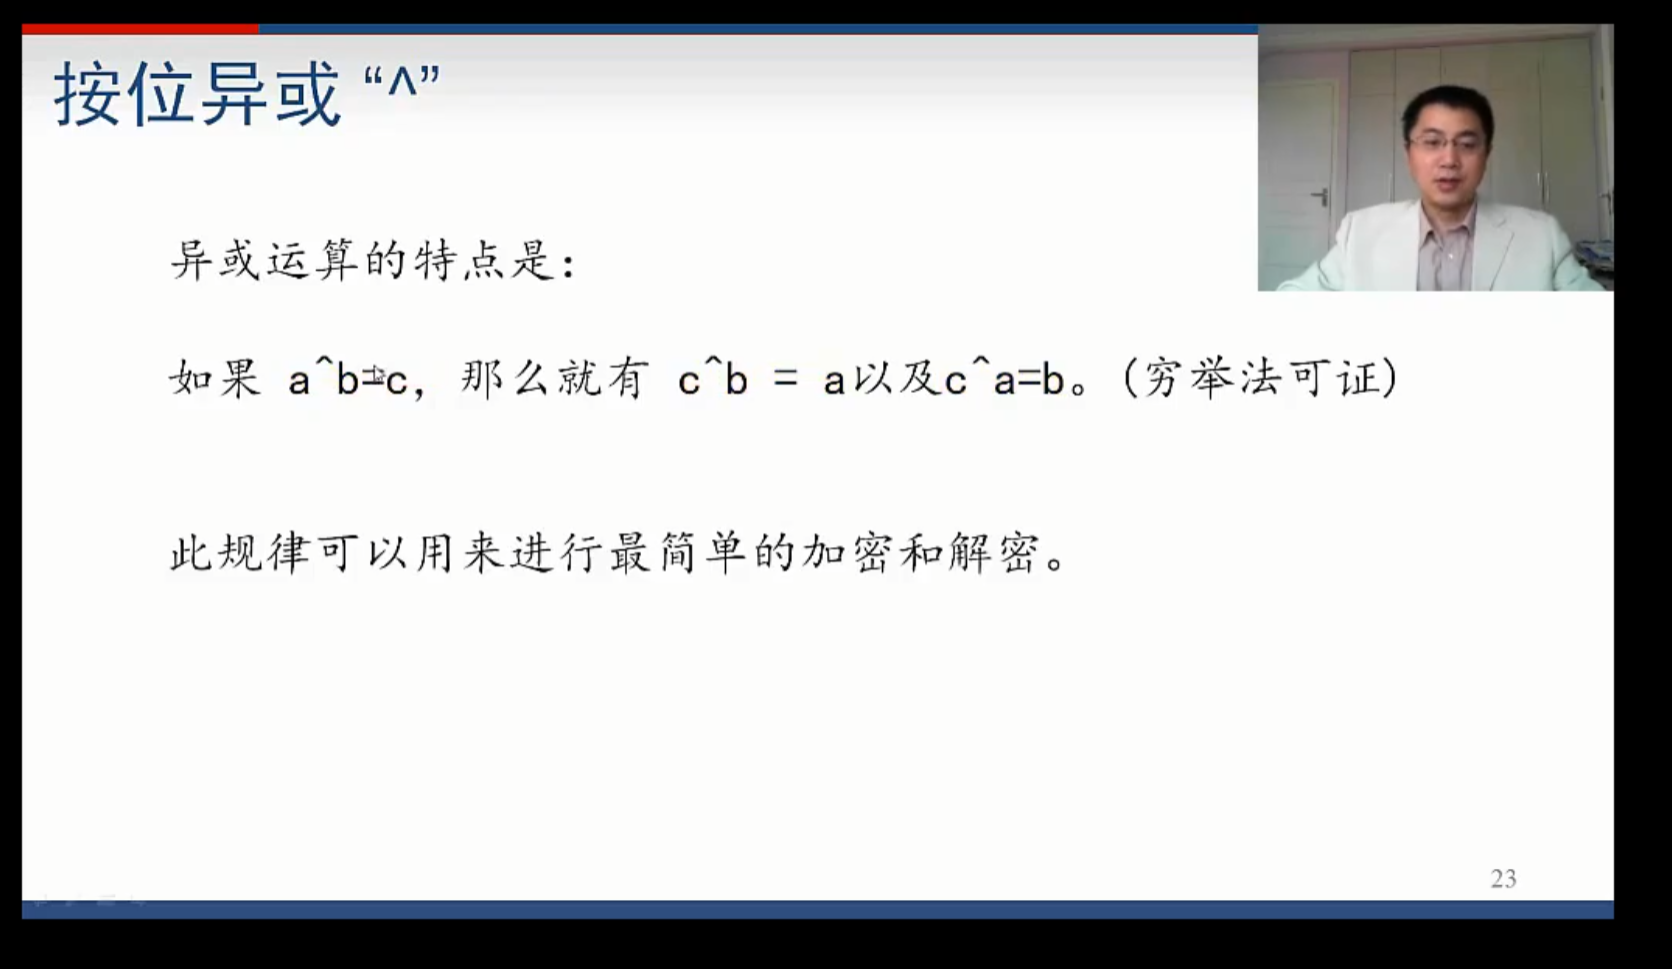 按位异或 “^”
异或运算的特点是：
如果 a^b=c，那么就有 c^b = a以及c^a=b。(穷举法可证)
此规律可以用来进行最简单的加密和解密。
23